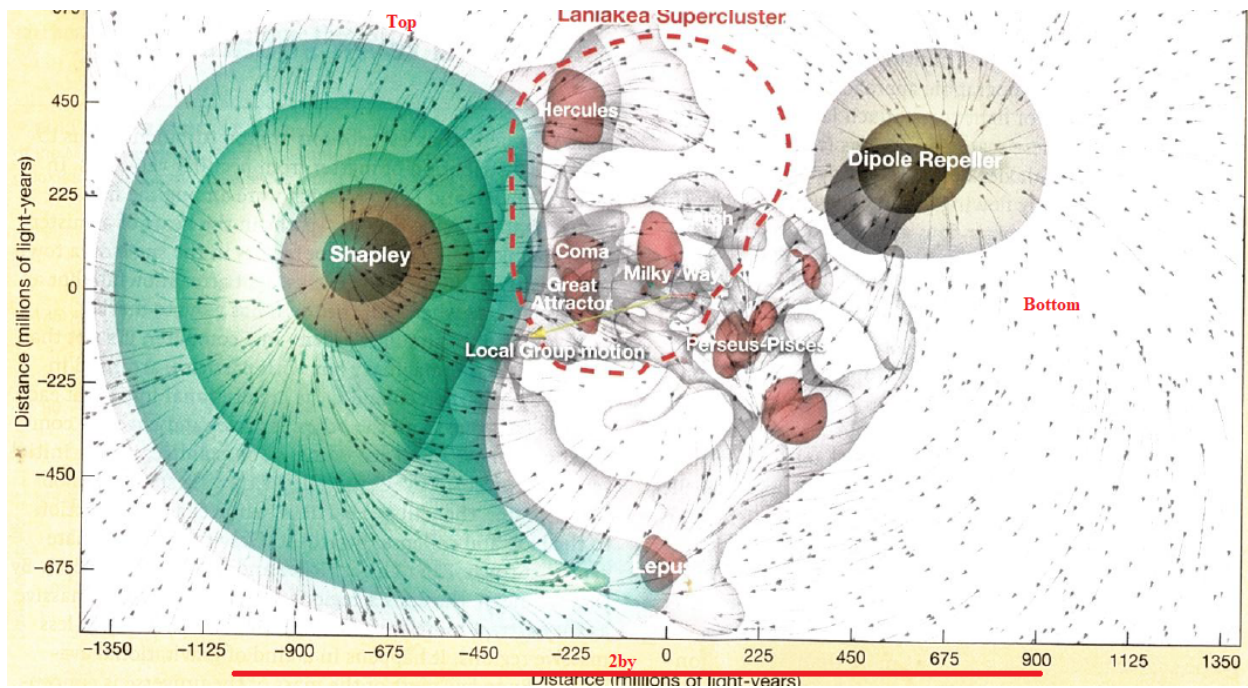 675
Top
Laniakea Supercluster
450
Hercules
Dipole Repeller
225
Shapley
Coma
Milky Way
0
Great
Attractor
Bottom
Local Group motion
Perseus-Pisces
-225
-450
-675
Lepus
Distance (millions of light-years)
-1350 -1125 -900 -675 -450 -225 0 225 450 675 900 1125 1350
2by
Distance (millions of light-years)